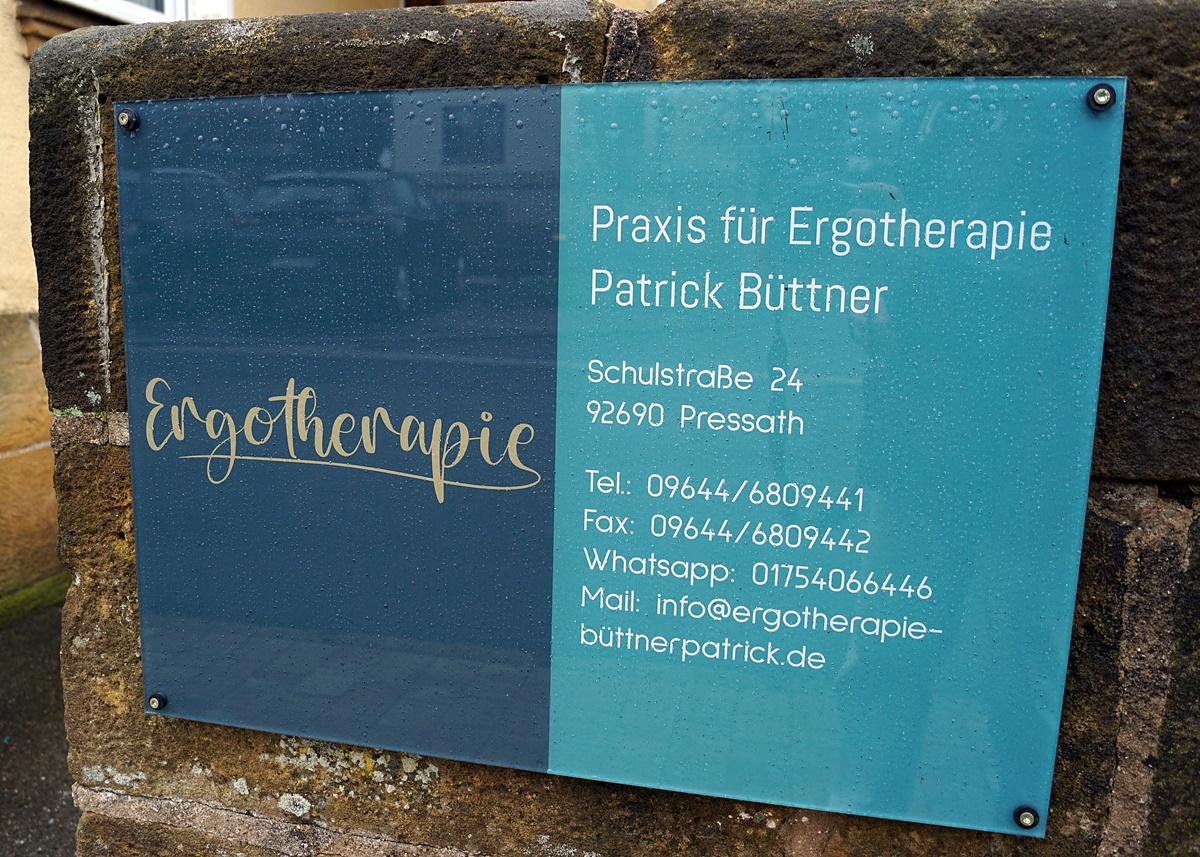 Ergotherapie
Praxis für Ergotherapie
Patrick Büttner
Schulstraße 24
92690 Pressath
Tel.: 09644/6809441
Fax: 09644/6809442
Whatsapp: 01754066446
Mail: info@ergotherapie-
büttnerpatrick.de